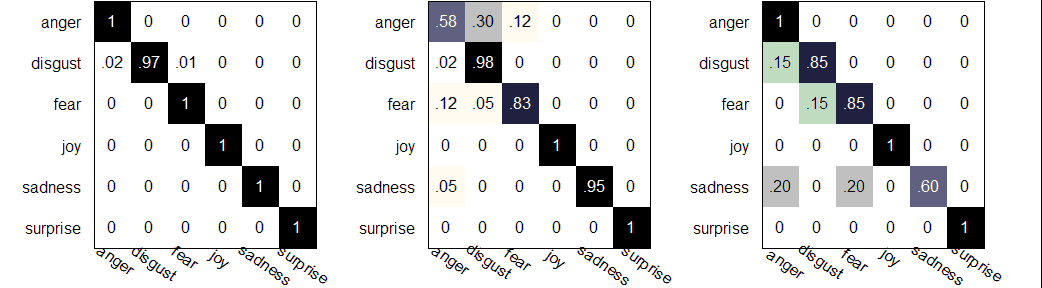 anger 1 0 0 0 0 0
disgust .02 .97 .01 0 0 0
fear 0 0 1 0 0 0
joy 0 0 0 1 0 0
sadness 0 0 0 0 1 0
surprise 0 0 0 0 0 1
anger disgust fear joy sadness surprise
anger .58 .30 .12 0 0 0
disgust .02 .98 0 0 0 0
fear .12 .05 .83 0 0 0
joy 0 0 0 1 0 0
sadness .05 0 0 0 .95 0
surprise 0 0 0 0 0 1
anger disgust fear joy sadness surprise
anger 1 0 0 0 0 0
disgust .15 .85 0 0 0 0
fear 0 .15 .85 0 0 0
joy 0 0 0 1 0 0
sadness .20 0 .20 0 .60 0
surprise 0 0 0 0 0 1
anger disgust fear joy sadness surprise